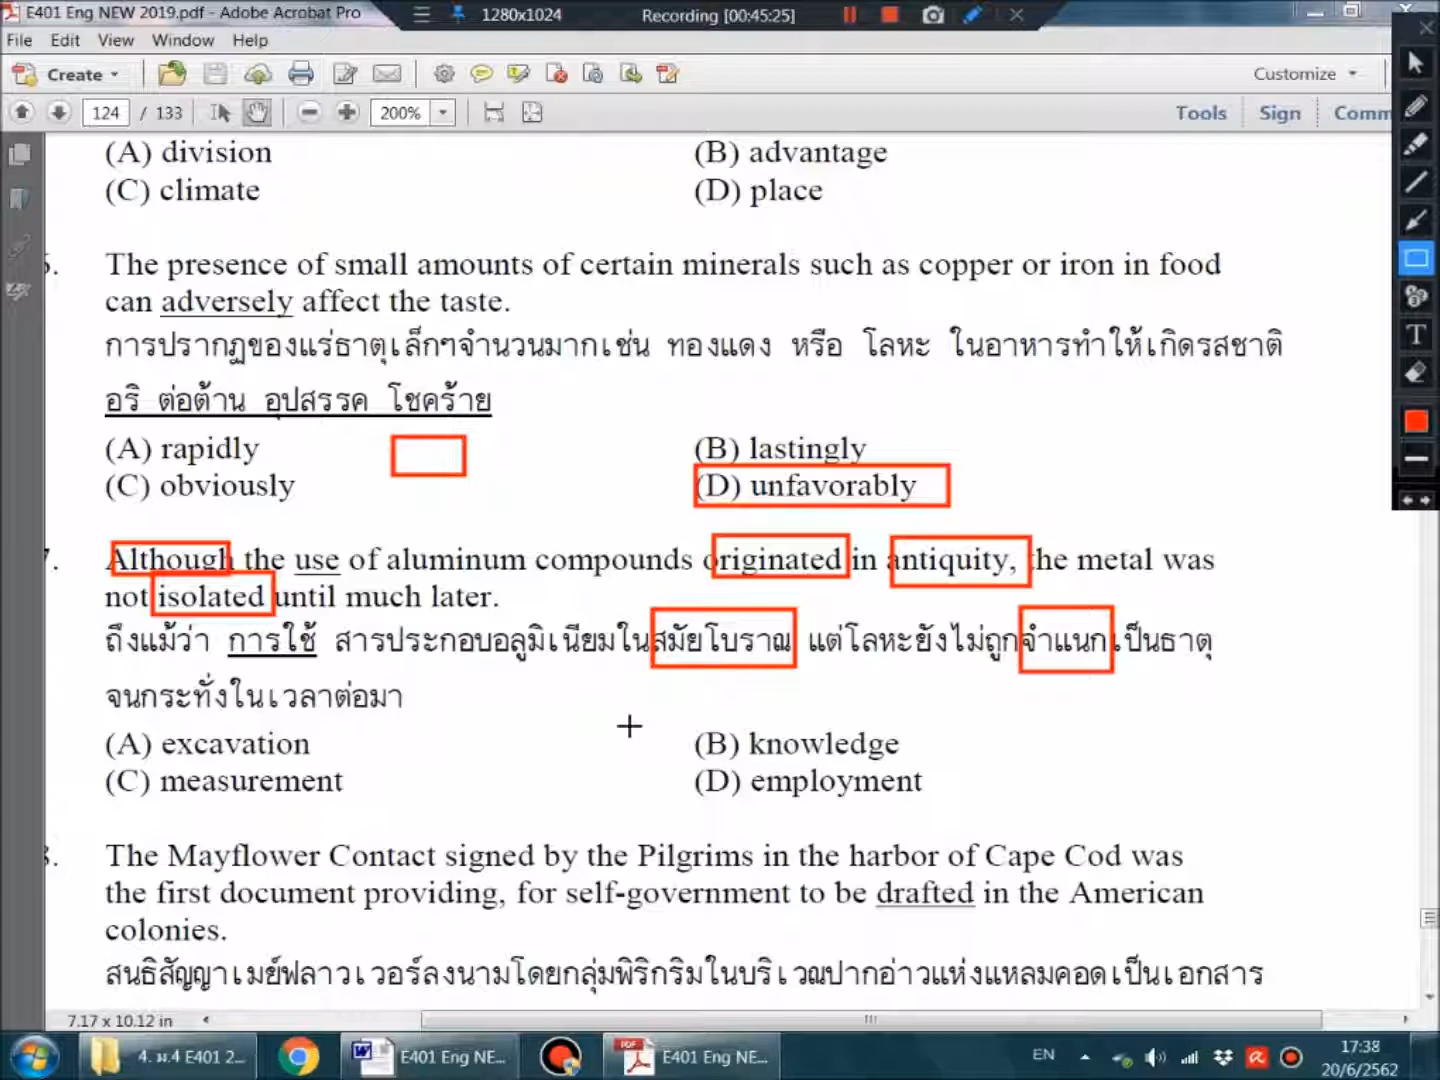 E401 Eng NEW 2019.pdf - Adobe Acrobat Pro
1280x1024
Recording [00:45:25]
File Edit View Window Help
Create
Customize
124 / 133
200%
Tools Sign Comm
(A) division (B) advantage
(C) climate (D) place
The presence of small amounts of certain minerals such as copper or iron in food
can adversely affect the taste.
การปรากฏของแร่ธาตุเล็กๆจำนวนมากเช่น ทองแดง หรือ โลหะ ในอาหารทำให้เกิดรสชาติ
อริ ต่อต้าน อุปสรรค โชคร้าย
(A) rapidly (B) lastingly
(C) obviously (D) unfavorably
7. Although the use of aluminum compounds originated in antiquity, the metal was
not isolated until much later.
ถึงแม้ว่า การใช้ สารประกอบอลูมิเนียมในสมัยโบราณ แต่โลหะยังไม่ถูกจำแนกเป็นธาตุ
จนกระทั่งในเวลาต่อมา
(A) excavation (B) knowledge
(C) measurement (D) employment
The Mayflower Contact signed by the Pilgrims in the harbor of Cape Cod was
the first document providing, for self-government to be drafted in the American
colonies.
สนธิสัญญาเมย์ฟลาวเวอร์ลงนามโดยกลุ่มพิริกริมในบริเวณปากอ่าวแห่งแหลมคอดเป็นเอกสาร
7.17 x 10.12 in
4. ม.4 E401 2...
E401 Eng NE...
E401 Eng NE...
EN
17:38
20/6/2562